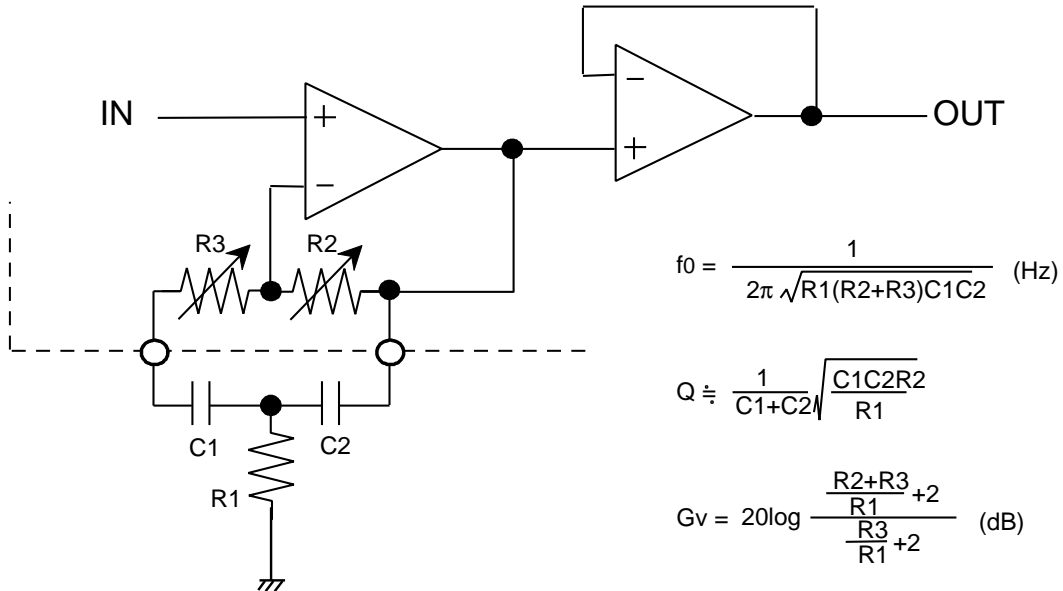 IN
+
−
−
+
OUT
R3
R2
C1
C2
R1
f0 = 1 / 2π √R1(R2+R3)C1C2 (Hz)
Q ≒ 1 / C1+C2 √C1C2R2 / R1
Gv = 20log R2+R3 / R1 +2 / R3 / R1 +2 (dB)